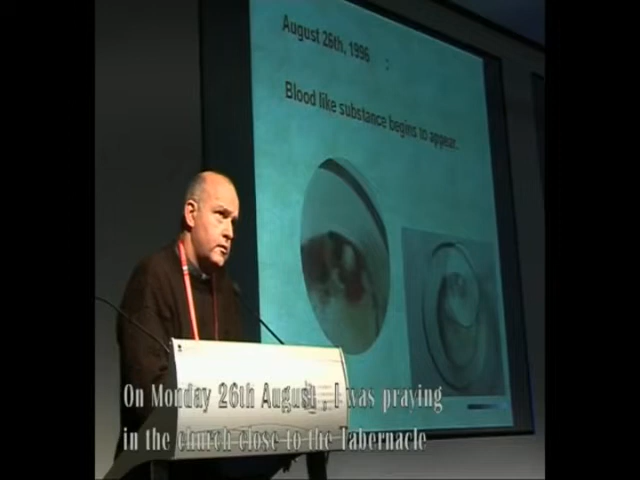 August 26th, 1996
Blood like substance begins to appear.
On Monday 26th August , I was praying
in the church close to the Tabernacle